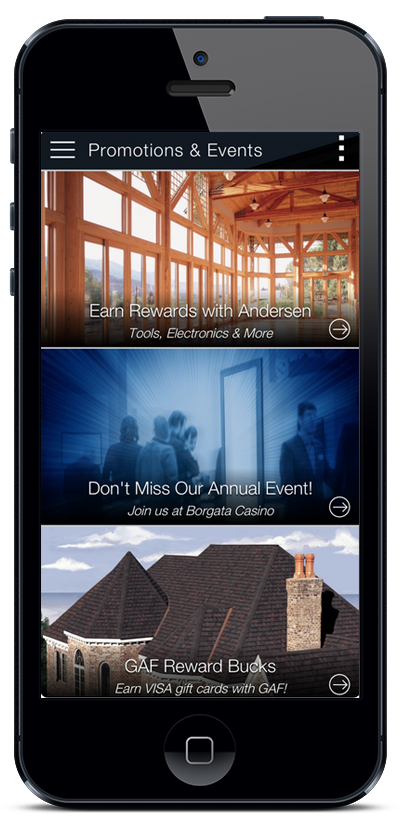 Promotions & Events
Earn Rewards with Andersen
Tools, Electronics & More
Don't Miss Our Annual Event!
Join us at Borgata Casino
GAF Reward Bucks
Earn VISA gift cards with GAF!